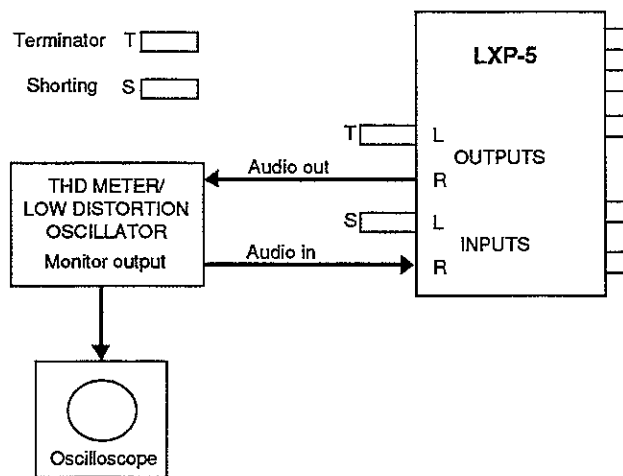 Terminator T
Shorting S
LXP-5
T L
OUTPUTS
Audio out R
S L
INPUTS
Audio in R
THD METER/
LOW DISTORTION
OSCILLATOR
Monitor output
Oscilloscope